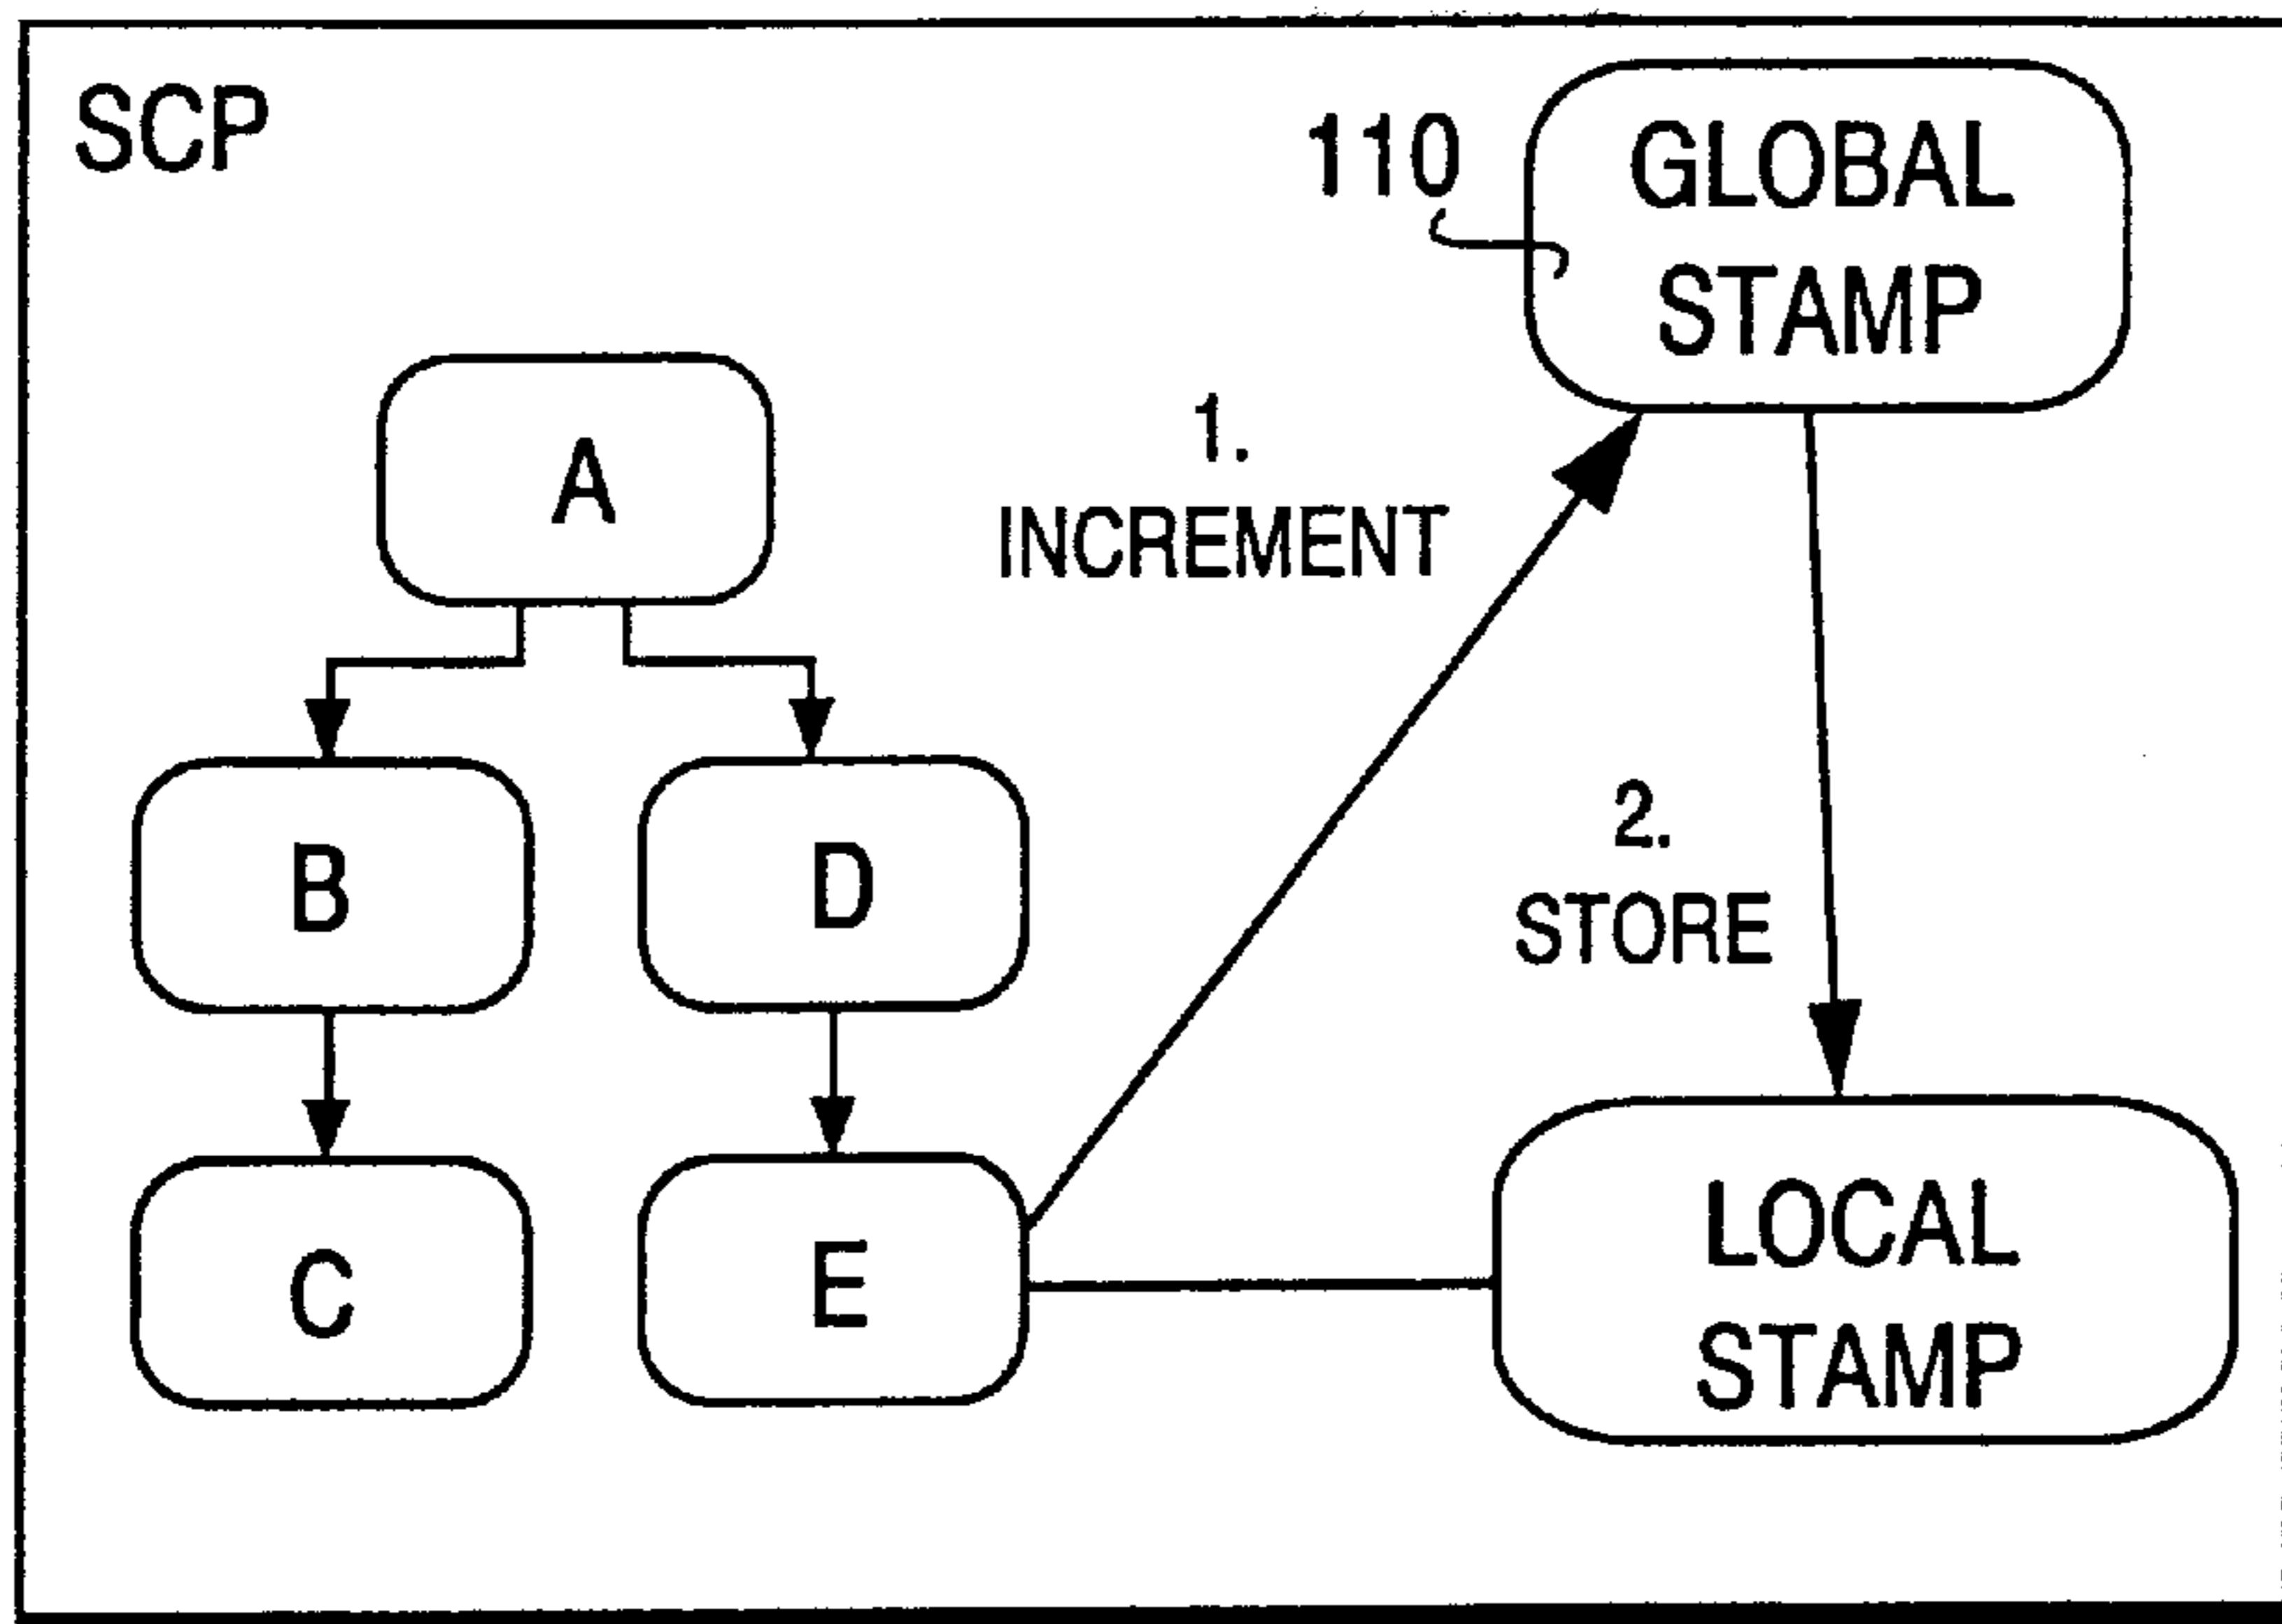 SCP
110
GLOBAL
STAMP
A
1.
INCREMENT
B
D
2.
STORE
C
E
LOCAL
STAMP